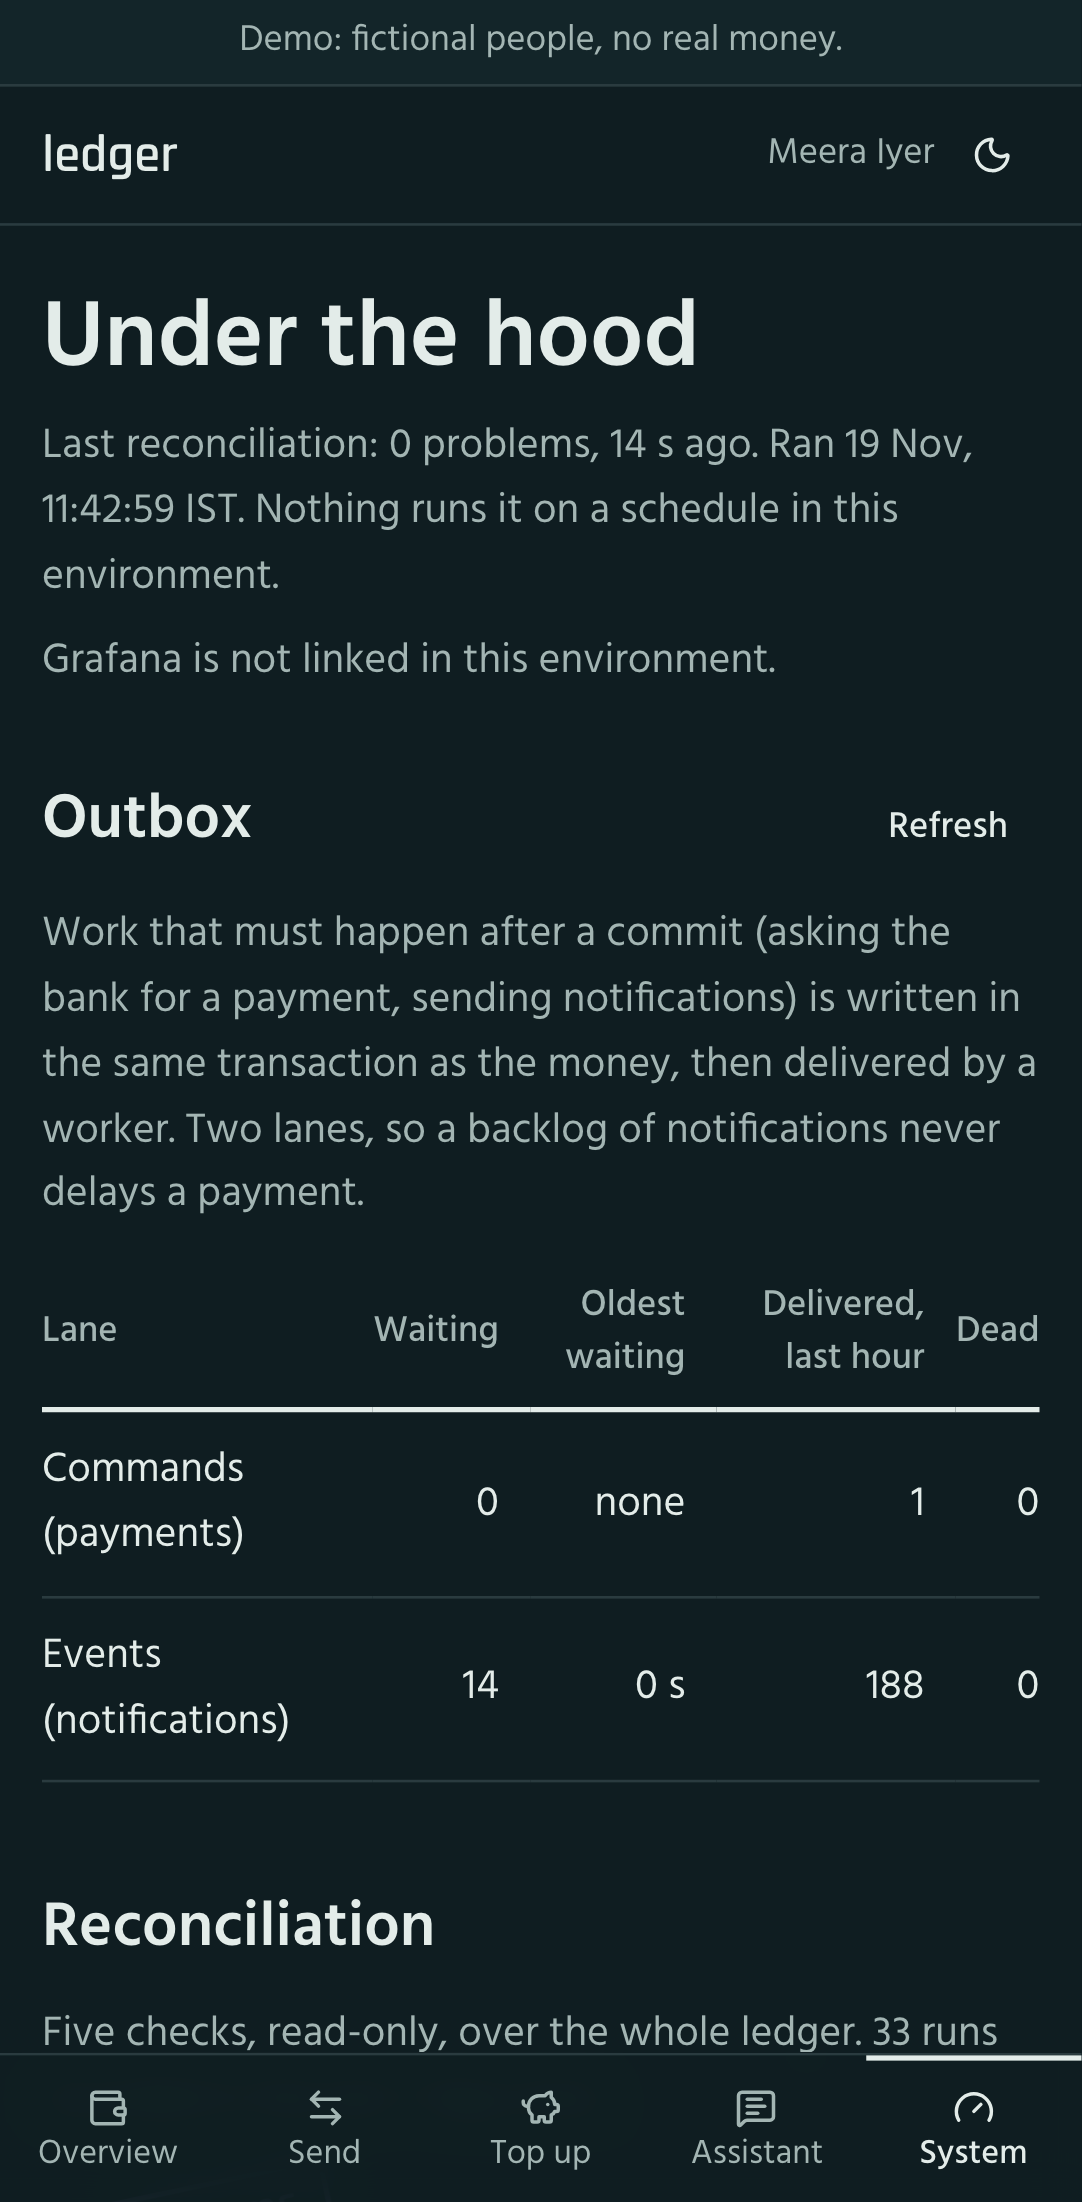 Demo: fictional people, no real money.
ledger
Meera Iyer
Under the hood
Last reconciliation: 0 problems, 14 s ago. Ran 19 Nov,
11:42:59 IST. Nothing runs it on a schedule in this
environment.
Grafana is not linked in this environment.
Outbox
Refresh
Work that must happen after a commit (asking the
bank for a payment, sending notifications) is written in
the same transaction as the money, then delivered by a
worker. Two lanes, so a backlog of notifications never
delays a payment.
Lane Waiting Oldest waiting Delivered, last hour Dead
Commands (payments) 0 none 1 0
Events (notifications) 14 0 s 188 0
Reconciliation
Five checks, read-only, over the whole ledger. 33 runs
Overview Send Top up Assistant System